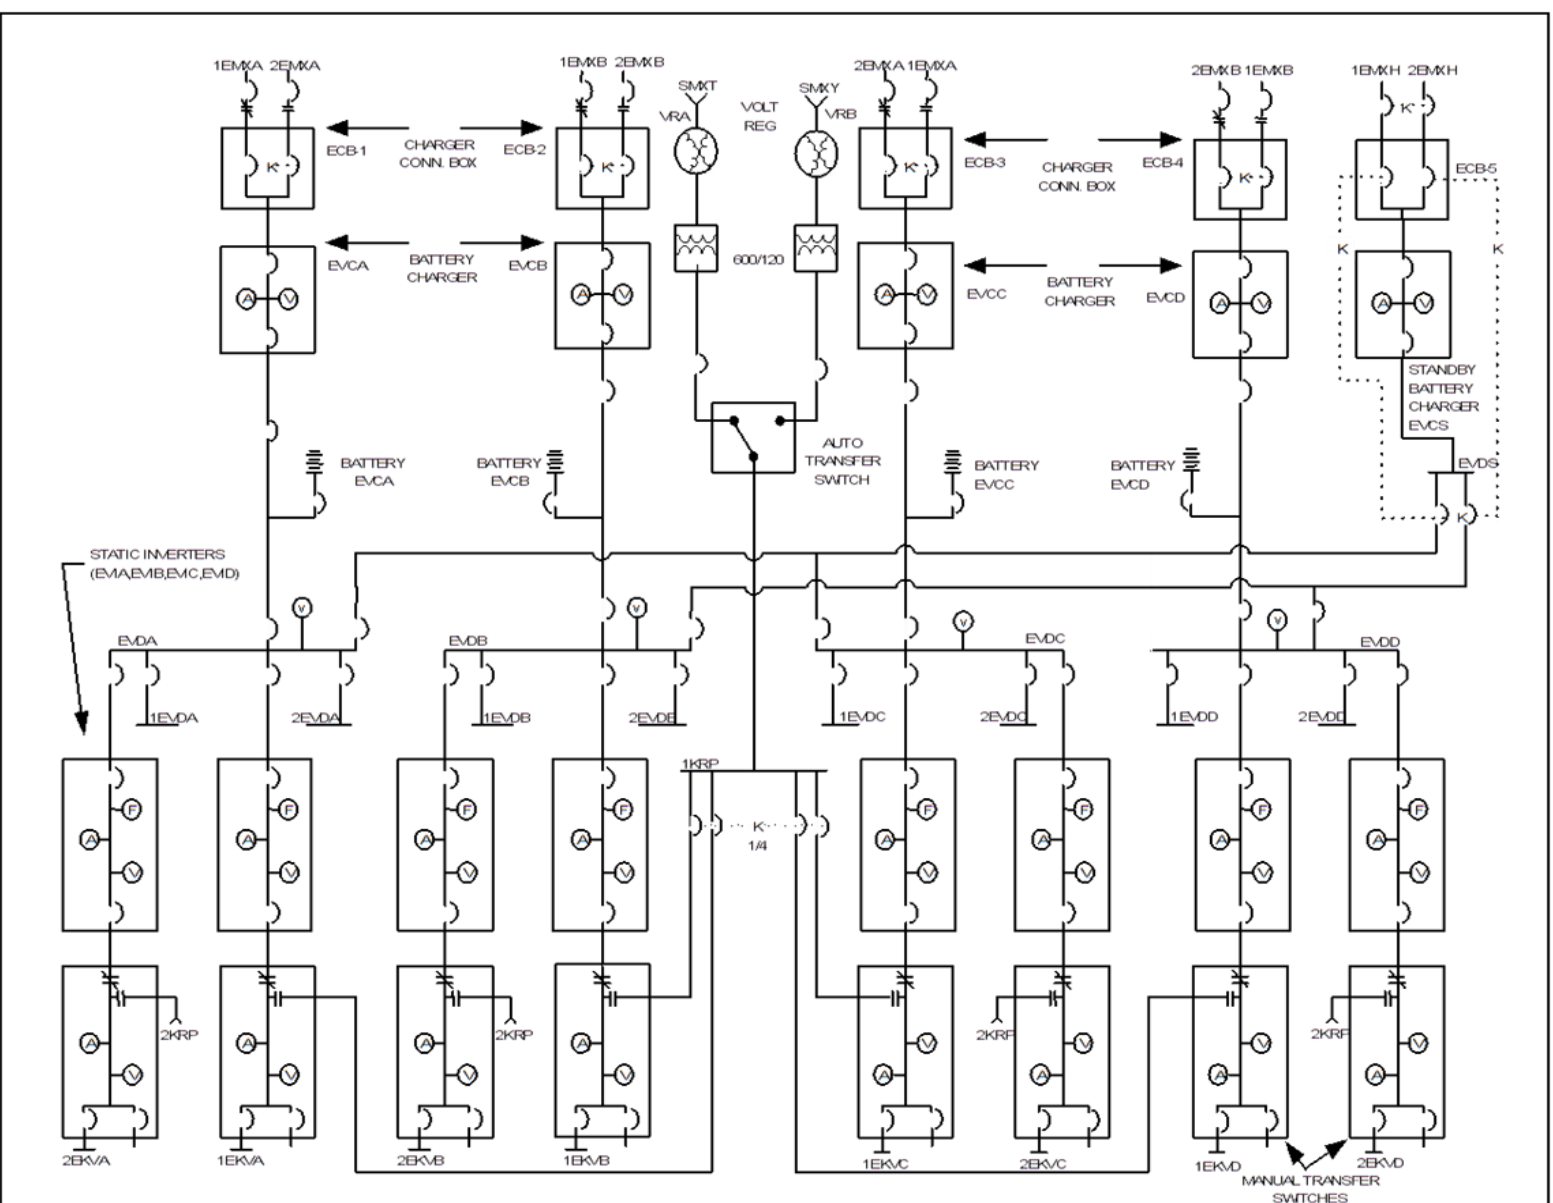 1EMXA 2EMXA
1EMXB 2EMXB
SMXT
VRA
VOLT
REG
SMXY
VRB
2EMXA 1EMXA
2EMXB 1EMXB
1EMXH 2EMXH
K
ECB-1
CHARGER
CONN. BOX
ECB-2
ECB-3
CHARGER
CONN. BOX
ECB-4
ECB-5
K
K
K
K
K
K
EVCA
BATTERY
CHARGER
EVCB
600/120
EVCC
BATTERY
CHARGER
EVCD
A V
A V
A V
A V
A V
STANDBY
BATTERY
CHARGER
EVCS
AUTO
TRANSFER
SWITCH
BATTERY
EVCA
BATTERY
EVCB
BATTERY
EVCC
BATTERY
EVCD
EVDS
K
STATIC INVERTERS
(EVIA,EVIB,EVIC,EVID)
V
V
V
V
EVDA
EVDB
EVDC
EVDD
1EVDA
2EVDA
1EVDB
2EVDB
1EVDC
2EVDC
1EVDD
2EVDD
1KRP
K
1/4
F F F F F F F F
A A A A A A A A
V V V V V V V V
2KRP
2KRP
2KRP
2KRP
A A A A V V V V
V V V V A A A A
2EKVA
1EKVA
2EKVB
1EKVB
1EKVC
2EKVC
1EKVD
2EKVD
MANUAL TRANSFER
SWITCHES